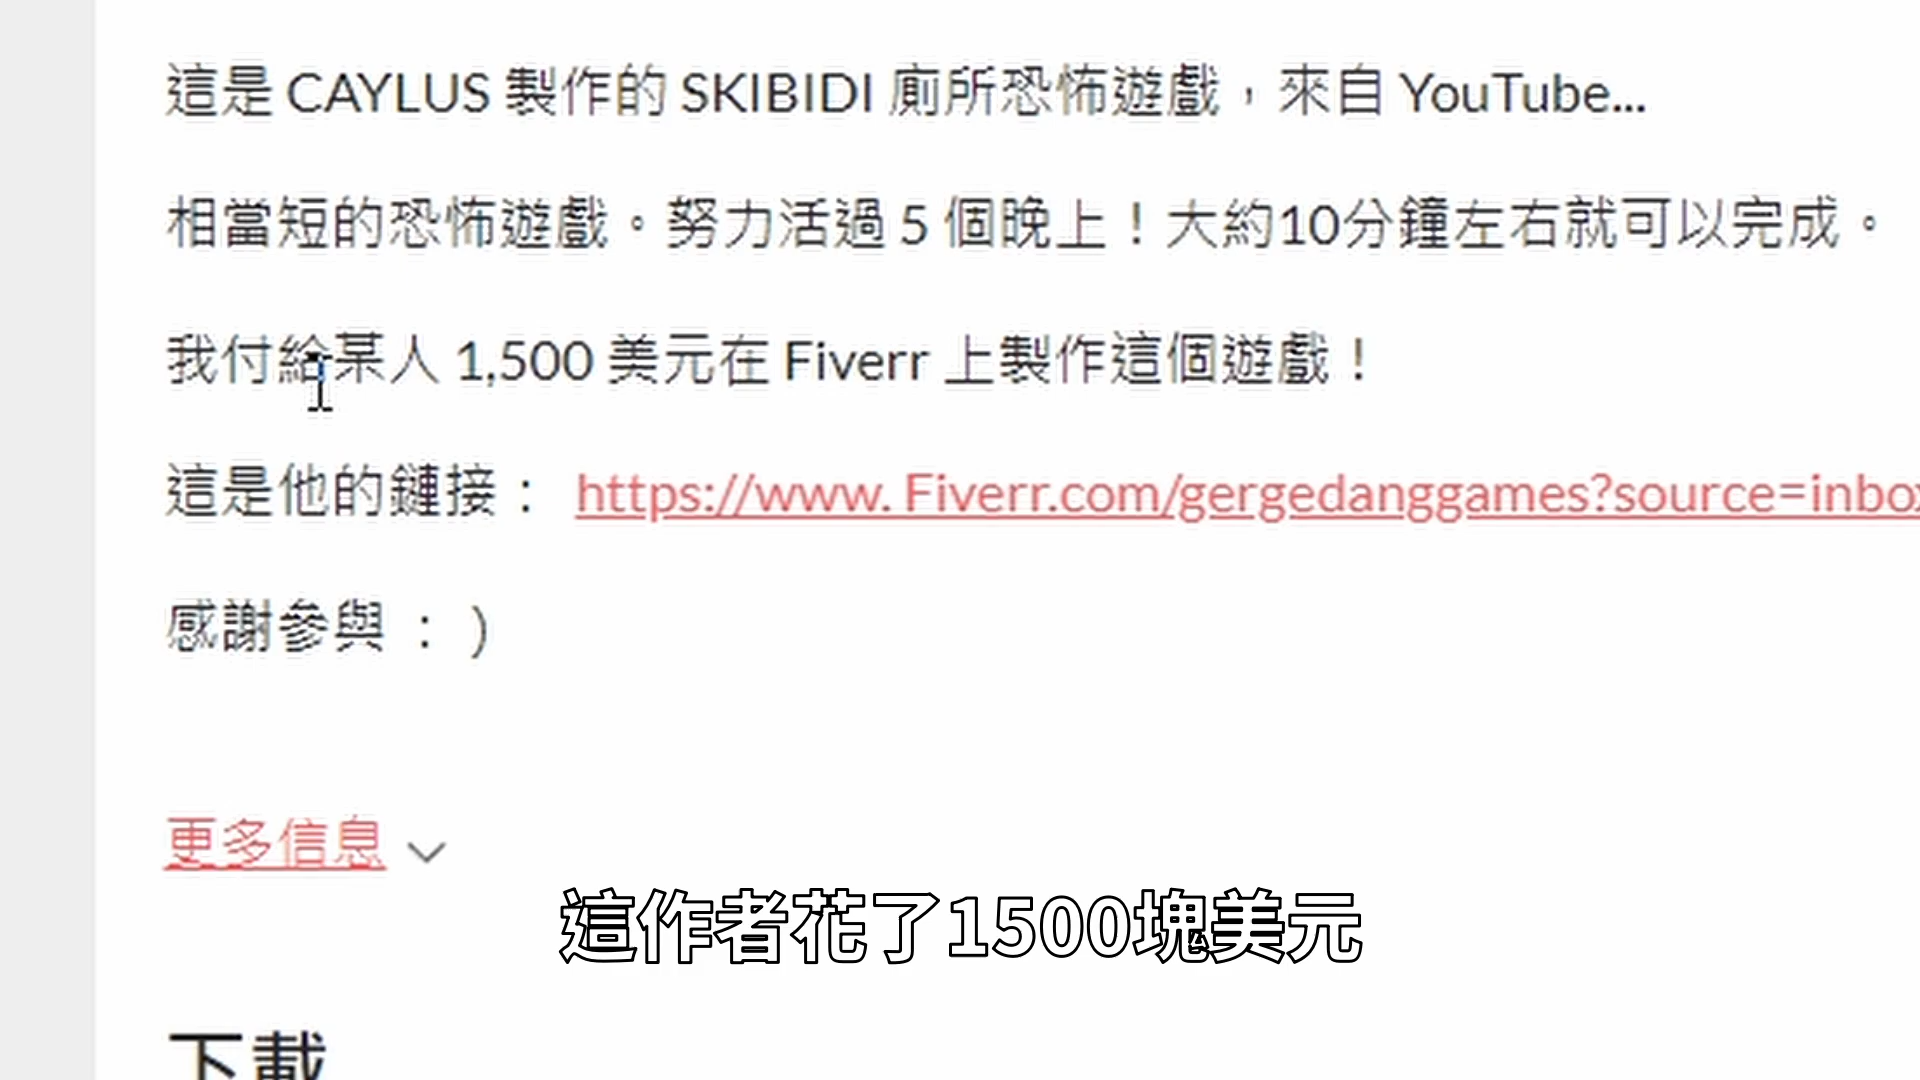 這是 CAYLUS 製作的 SKIBIDI 廁所恐怖遊戲，來自 YouTube...
相當短的恐怖遊戲。努力活過 5 個晚上！大約10分鐘左右就可以完成。
我付給某人 1,500 美元在 Fiverr 上製作這個遊戲！
這是他的鏈接： https://www. Fiverr.com/gergedanggames?source=inbox
感謝參與 ： )
更多信息
這作者花了1500塊美元
下載